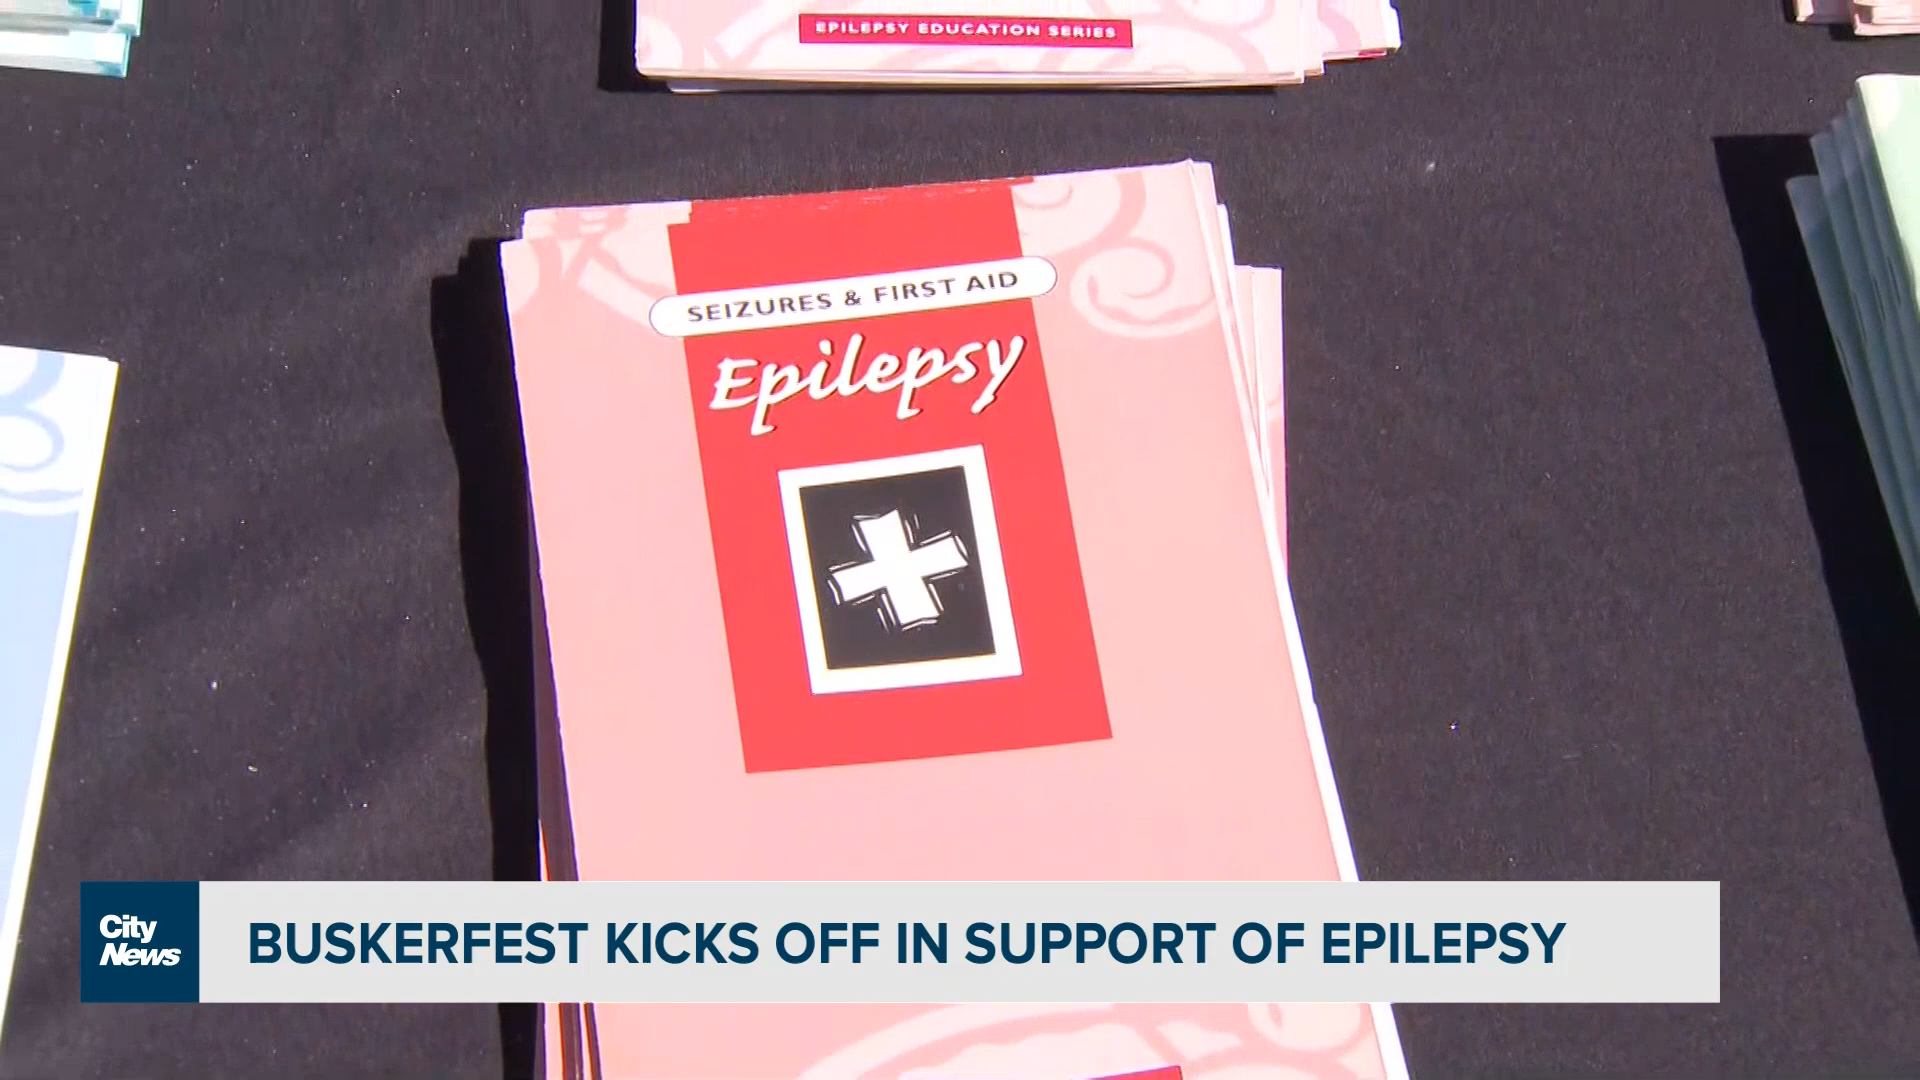 EPILEPSY EDUCATION SERIES
SEIZURES & FIRST AID
Epilepsy
City
News
BUSKERFEST KICKS OFF IN SUPPORT OF EPILEPSY